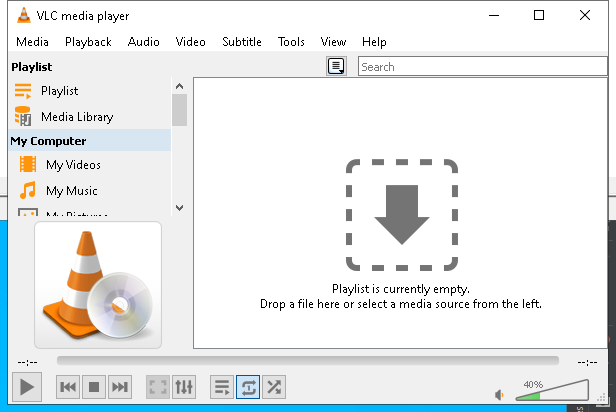 VLC media player
Media Playback Audio Video Subtitle Tools View Help
Playlist
Search
Playlist
Media Library
My Computer
My Videos
My Music
My Pictures
Playlist is currently empty.
Drop a file here or select a media source from the left.
--:-- --:--
40%